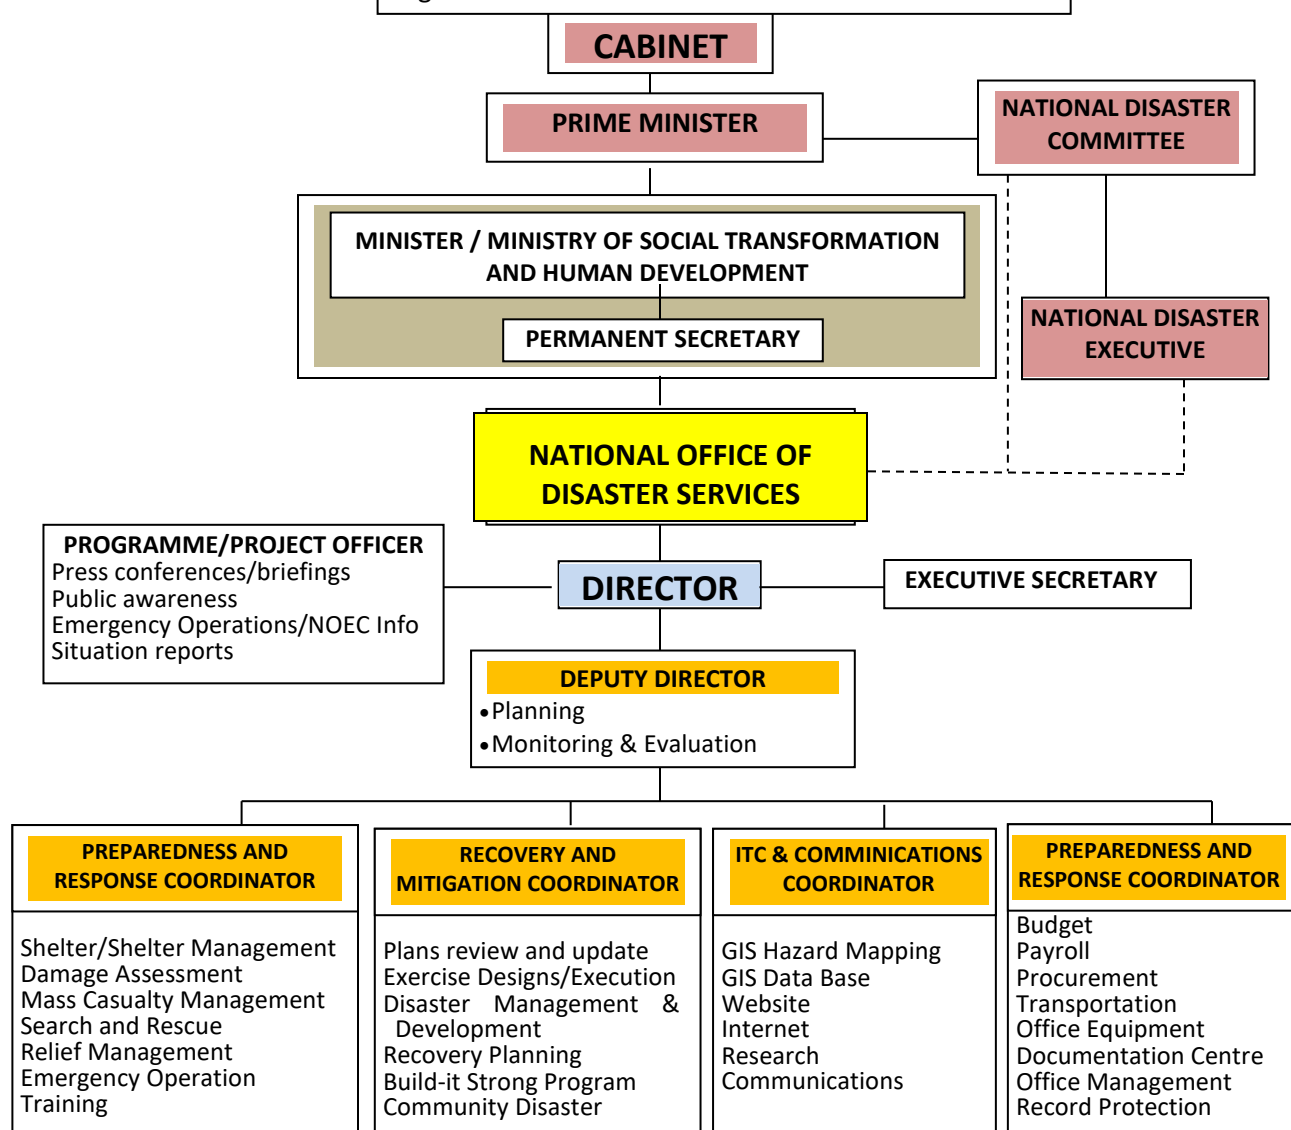 CABINET
PRIME MINISTER
NATIONAL DISASTER
COMMITTEE
MINISTER / MINISTRY OF SOCIAL TRANSFORMATION
AND HUMAN DEVELOPMENT
PERMANENT SECRETARY
NATIONAL DISASTER
EXECUTIVE
NATIONAL OFFICE OF
DISASTER SERVICES
PROGRAMME/PROJECT OFFICER
Press conferences/briefings
Public awareness
Emergency Operations/NOEC Info
Situation reports
DIRECTOR
EXECUTIVE SECRETARY
DEPUTY DIRECTOR
•Planning
•Monitoring & Evaluation
PREPAREDNESS AND
RESPONSE COORDINATOR
Shelter/Shelter Management
Damage Assessment
Mass Casualty Management
Search and Rescue
Relief Management
Emergency Operation
Training
RECOVERY AND
MITIGATION COORDINATOR
Plans review and update
Exercise Designs/Execution
Disaster Management &
Development
Recovery Planning
Build-it Strong Program
Community Disaster
ITC & COMMINICATIONS
COORDINATOR
GIS Hazard Mapping
GIS Data Base
Website
Internet
Research
Communications
PREPAREDNESS AND
RESPONSE COORDINATOR
Budget
Payroll
Procurement
Transportation
Office Equipment
Documentation Centre
Office Management
Record Protection